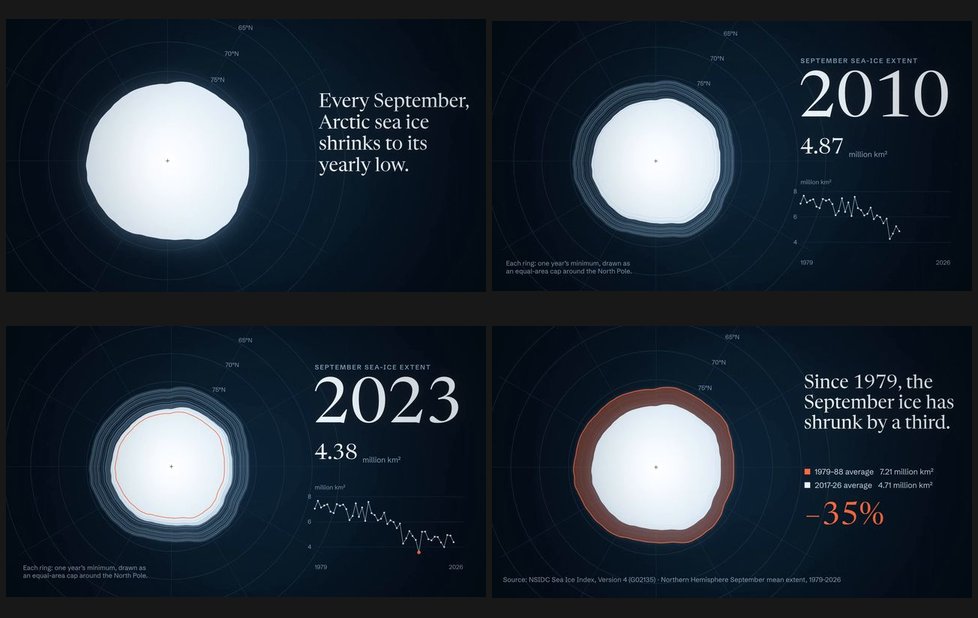 65°N
70°N
75°N
Every September,
Arctic sea ice
shrinks to its
yearly low.
65°N
70°N
75°N
SEPTEMBER SEA-ICE EXTENT
2010
4.87 million km²
million km²
8
6
4
1979 2026
Each ring: one year's minimum, drawn as
an equal-area cap around the North Pole.
65°N
70°N
75°N
SEPTEMBER SEA-ICE EXTENT
2023
4.38 million km²
million km²
8
6
4
1979 2026
Each ring: one year's minimum, drawn as
an equal-area cap around the North Pole.
65°N
70°N
75°N
Since 1979, the
September ice has
shrunk by a third.
1979-88 average 7.21 million km²
2017-26 average 4.71 million km²
−35%
Source: NSIDC Sea Ice Index, Version 4 (G02135) · Northern Hemisphere September mean extent, 1979-2026